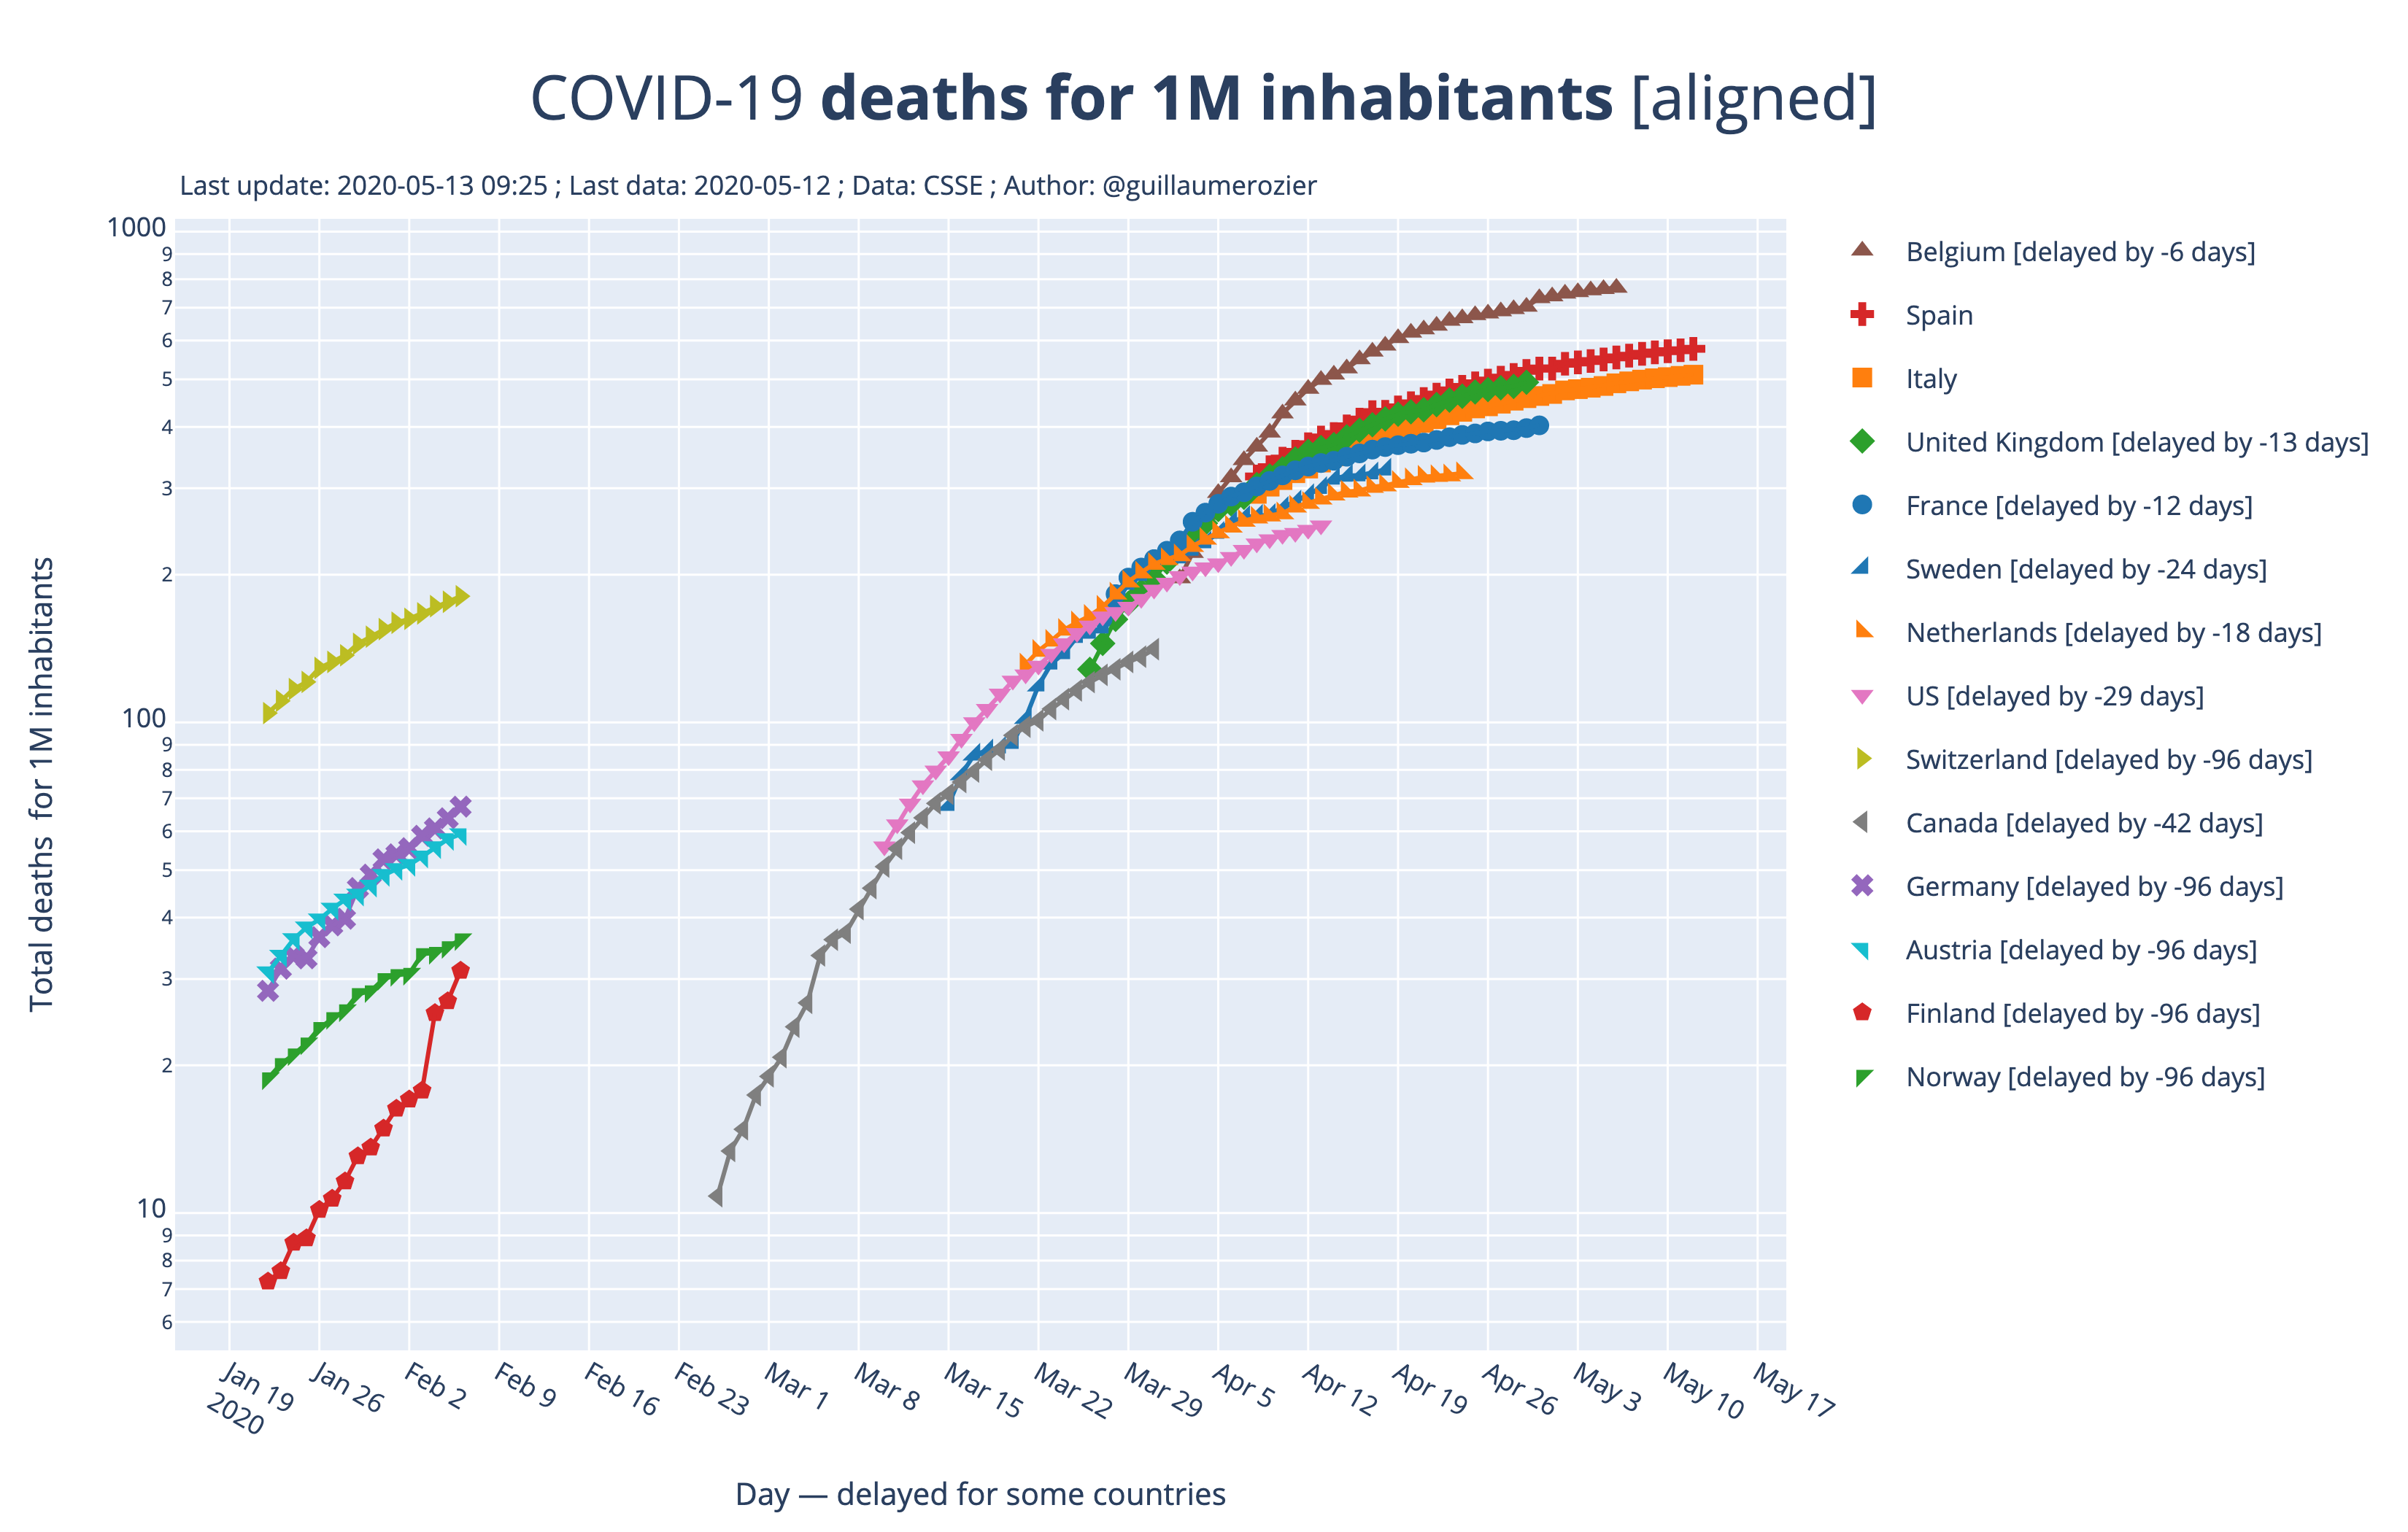 COVID-19 deaths for 1M inhabitants [aligned]
Last update: 2020-05-13 09:25 ; Last data: 2020-05-12 ; Data: CSSE ; Author: @guillaumerozier
Total deaths for 1M inhabitants
1000
9
8
7
6
5
4
3
2
100
9
8
7
6
5
4
3
2
10
9
8
7
6
Jan 19
2020
Jan 26
Feb 2
Feb 9
Feb 16
Feb 23
Mar 1
Mar 8
Mar 15
Mar 22
Mar 29
Apr 5
Apr 12
Apr 19
Apr 26
May 3
May 10
May 17
Day — delayed for some countries
Belgium [delayed by -6 days]
Spain
Italy
United Kingdom [delayed by -13 days]
France [delayed by -12 days]
Sweden [delayed by -24 days]
Netherlands [delayed by -18 days]
US [delayed by -29 days]
Switzerland [delayed by -96 days]
Canada [delayed by -42 days]
Germany [delayed by -96 days]
Austria [delayed by -96 days]
Finland [delayed by -96 days]
Norway [delayed by -96 days]